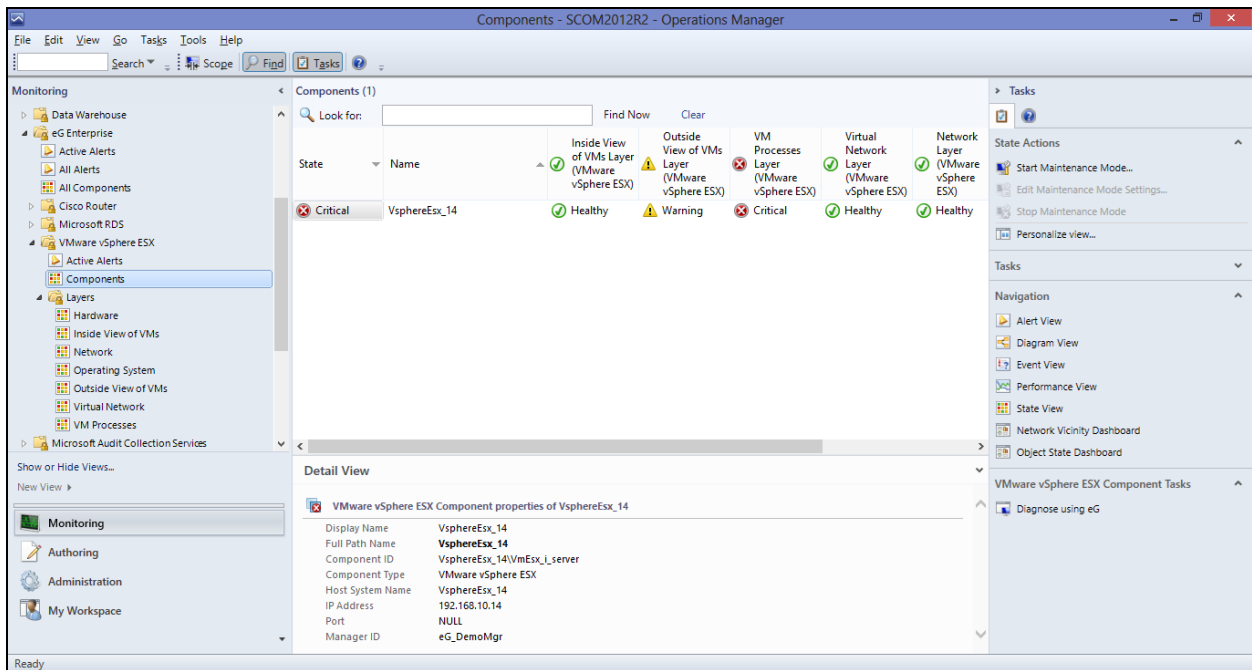 Components - SCOM2012R2 - Operations Manager
File Edit View Go Tasks Tools Help
Search Scope Find Tasks
Monitoring
Data Warehouse
eG Enterprise
Active Alerts
All Alerts
All Components
Cisco Router
Microsoft RDS
VMware vSphere ESX
Active Alerts
Components
Layers
Hardware
Inside View of VMs
Network
Operating System
Outside View of VMs
Virtual Network
VM Processes
Microsoft Audit Collection Services
Show or Hide Views...
New View
Monitoring
Authoring
Administration
My Workspace
Components (1)
Look for: Find Now Clear
State
Name
Inside View
of VMs Layer
(VMware
vSphere ESX)
Outside
View of VMs
Layer
(VMware
vSphere ESX)
VM
Processes
Layer
(VMware
vSphere ESX)
Virtual
Network
Layer
(VMware
vSphere ESX)
Network
Layer
(VMware
vSphere
ESX)
Critical VsphereEsx_14 Healthy Warning Critical Healthy Healthy
Detail View
VMware vSphere ESX Component properties of VsphereEsx_14
Display Name VsphereEsx_14
Full Path Name VsphereEsx_14
Component ID VsphereEsx_14\VmEsx_i_server
Component Type VMware vSphere ESX
Host System Name VsphereEsx_14
IP Address 192.168.10.14
Port NULL
Manager ID eG_DemoMgr
Tasks
State Actions
Start Maintenance Mode...
Edit Maintenance Mode Settings...
Stop Maintenance Mode
Personalize view...
Tasks
Navigation
Alert View
Diagram View
Event View
Performance View
State View
Network Vicinity Dashboard
Object State Dashboard
VMware vSphere ESX Component Tasks
Diagnose using eG
Ready